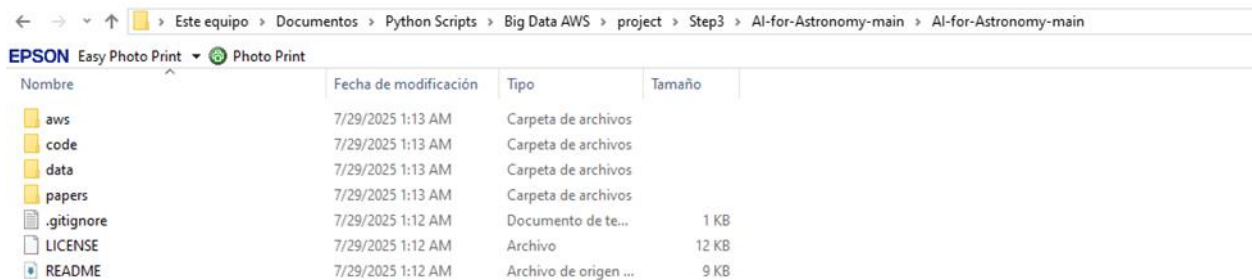 Este equipo > Documentos > Python Scripts > Big Data AWS > project > Step3 > AI-for-Astronomy-main > AI-for-Astronomy-main
EPSON Easy Photo Print Photo Print
Nombre Fecha de modificación Tipo Tamaño
aws 7/29/2025 1:13 AM Carpeta de archivos
code 7/29/2025 1:13 AM Carpeta de archivos
data 7/29/2025 1:13 AM Carpeta de archivos
papers 7/29/2025 1:13 AM Carpeta de archivos
.gitignore 7/29/2025 1:12 AM Documento de te... 1 KB
LICENSE 7/29/2025 1:12 AM Archivo 12 KB
README 7/29/2025 1:12 AM Archivo de origen ... 9 KB